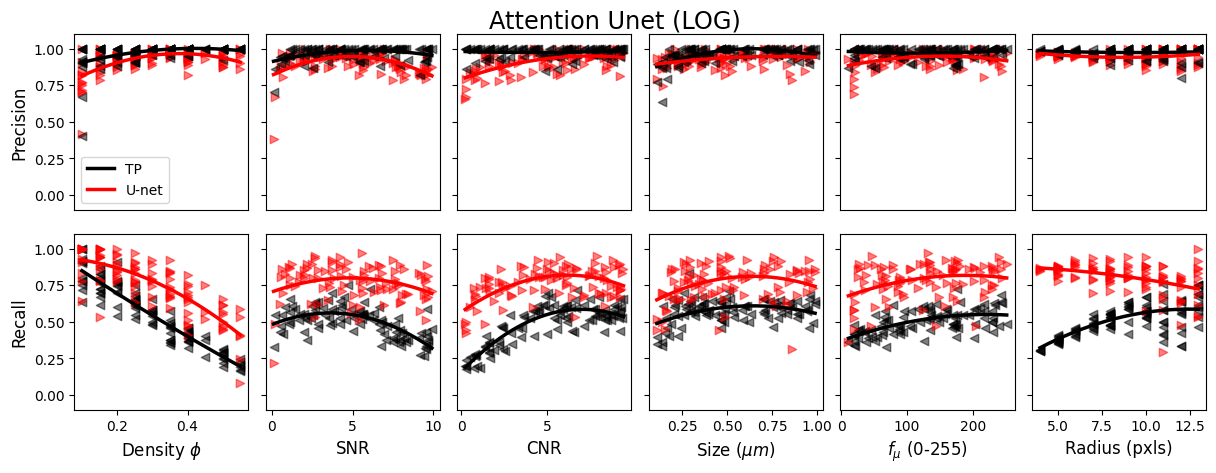 Attention Unet (LOG)
Precision
1.00
0.75
0.50
0.25
0.00
TP
U-net
Recall
1.00
0.75
0.50
0.25
0.00
0.2 0.4
0 5 10
0 5
0.25 0.50 0.75 1.00
0 100 200
5.0 7.5 10.0 12.5
Density ϕ
SNR
CNR
Size (μm)
f_μ (0-255)
Radius (pxls)